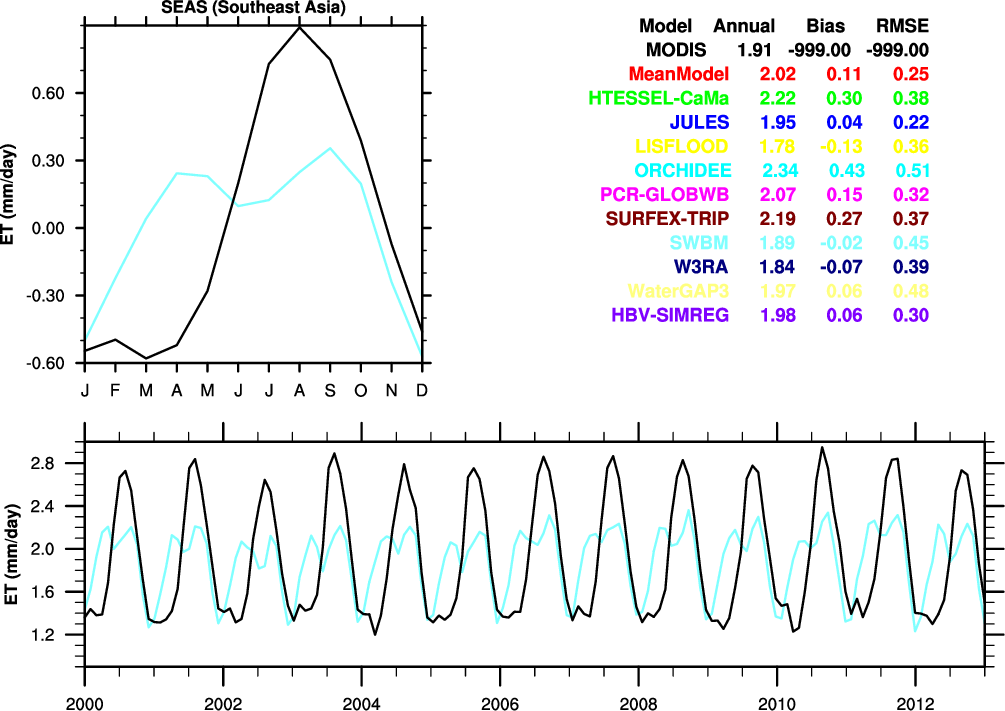 SEAS (Southeast Asia)
ET (mm/day)
0.60
0.30
0.00
-0.30
-0.60
J F M A M J J A S O N D
Model Annual Bias RMSE
MODIS 1.91 -999.00 -999.00
MeanModel 2.02 0.11 0.25
HTESSEL-CaMa 2.22 0.30 0.38
JULES 1.95 0.04 0.22
LISFLOOD 1.78 -0.13 0.36
ORCHIDEE 2.34 0.43 0.51
PCR-GLOBWB 2.07 0.15 0.32
SURFEX-TRIP 2.19 0.27 0.37
SWBM 1.89 -0.02 0.45
W3RA 1.84 -0.07 0.39
WaterGAP3 1.97 0.06 0.48
HBV-SIMREG 1.98 0.06 0.30
ET (mm/day)
2.8
2.4
2.0
1.6
1.2
2000 2002 2004 2006 2008 2010 2012